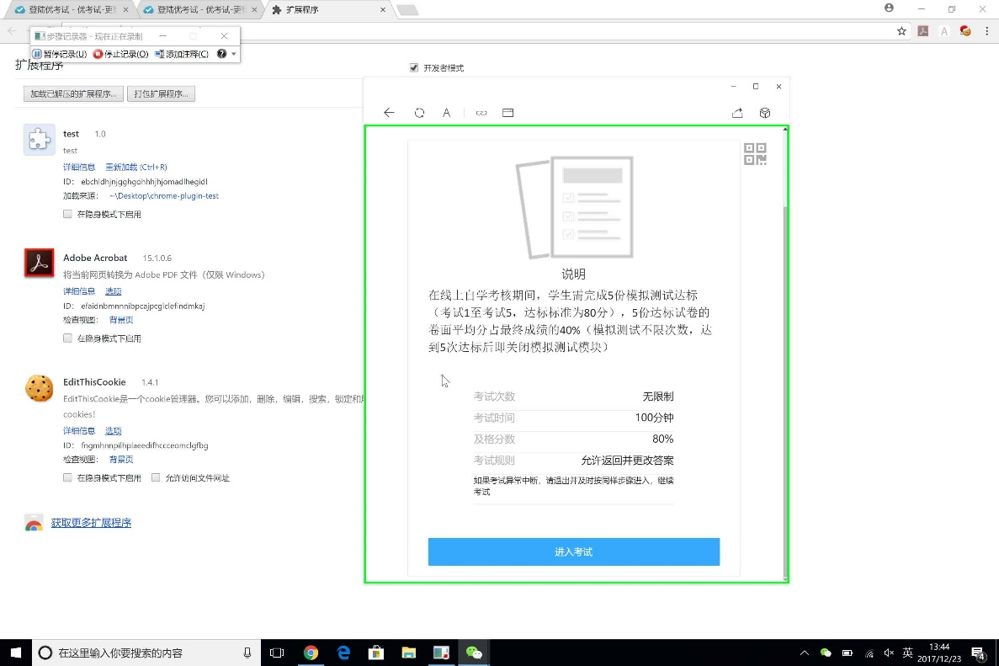 登陆优考试 - 优考试-更
登陆优考试 - 优考试-更
扩展程序
步骤记录器 - 现在正在录制
暂停记录(U) 停止记录(O) 添加注释(C)
扩展程序
开发者模式
加载已解压的扩展程序...
打包扩展程序...
test 1.0
test
详细信息 重新加载 (Ctrl+R)
ID: ebchldhjnjgghgohhhjhjomadlhegidl
加载来源: ~\Desktop\chrome-plugin-test
在隐身模式下启用
Adobe Acrobat 15.1.0.6
将当前网页转换为 Adobe PDF 文件（仅限 Windows）
详细信息 选项
ID: efaidnbmnnnibpcajpcglclefindmkaj
检查视图: 背景页
在隐身模式下启用
EditThisCookie 1.4.1
EditThisCookie是一个cookie管理器。您可以添加，删除，编辑，搜索，锁定和
cookies!
详细信息 选项
ID: fngmhnnpilhplaeedifhccceomclgfbg
检查视图: 背景页
在隐身模式下启用 允许访问文件网址
获取更多扩展程序
说明
在线上自学考核期间，学生需完成5份模拟测试达标
（考试1至考试5，达标标准为80分），5份达标试卷的
卷面平均分占最终成绩的40%（模拟测试不限次数，达
到5次达标后即关闭模拟测试模块）
考试次数 无限制
考试时间 100分钟
及格分数 80%
考试规则 允许返回并更改答案
如果考试异常中断，请退出并及时按同样步骤进入，继续
考试
进入考试
在这里输入你要搜索的内容
英
13:44
2017/12/23
4